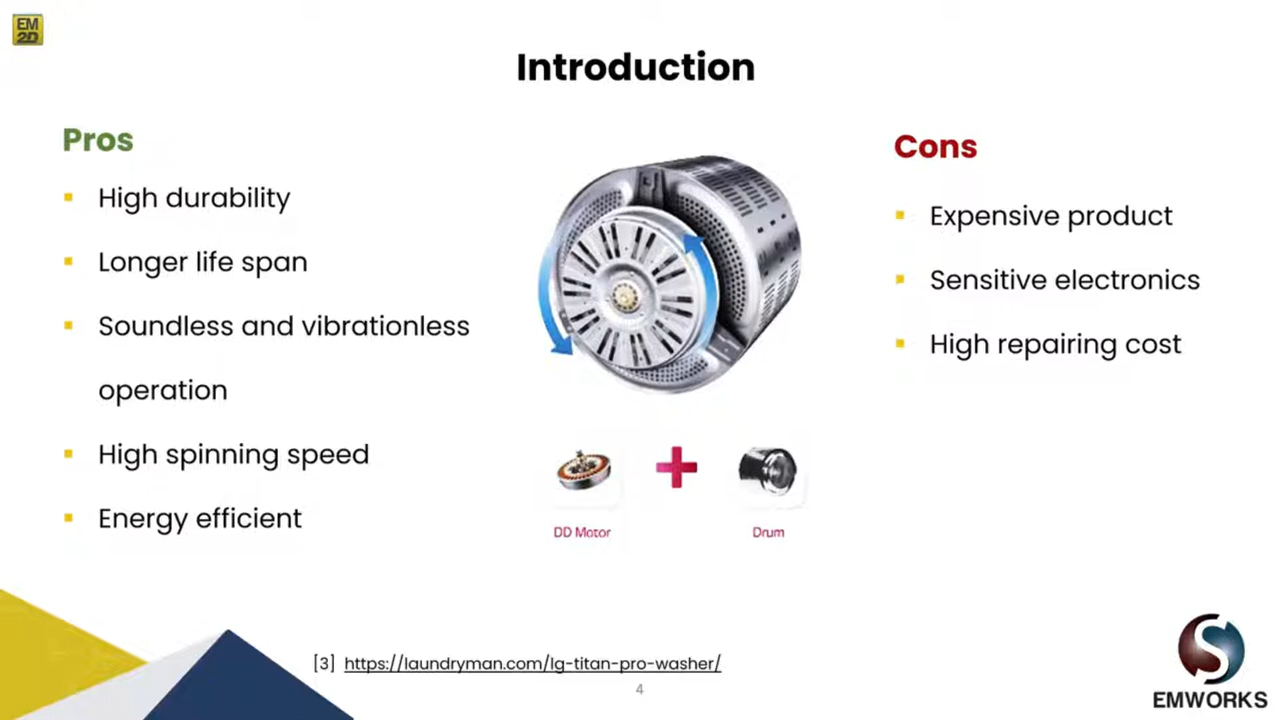 EM
2D
Introduction
Pros
High durability
Longer life span
Soundless and vibrationless
operation
High spinning speed
Energy efficient
DD Motor
Drum
Cons
Expensive product
Sensitive electronics
High repairing cost
[3] https://laundryman.com/lg-titan-pro-washer/
4
EMWORKS